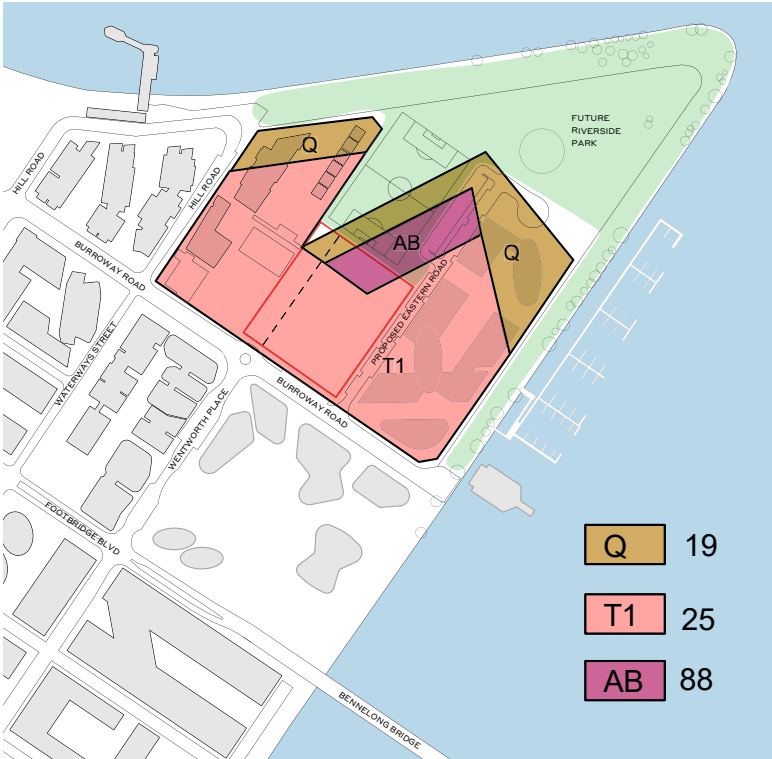 FUTURE
RIVERSIDE
PARK
Q
HILL ROAD
HILL ROAD
AB
Q
BURROWAY ROAD
PROPOSED EASTERN ROAD
WATERWAYS STREET
T1
BURROWAY ROAD
WENTWORTH PLACE
FOOTBRIDGE BLVD
BENNELONG BRIDGE
Q 19
T1 25
AB 88